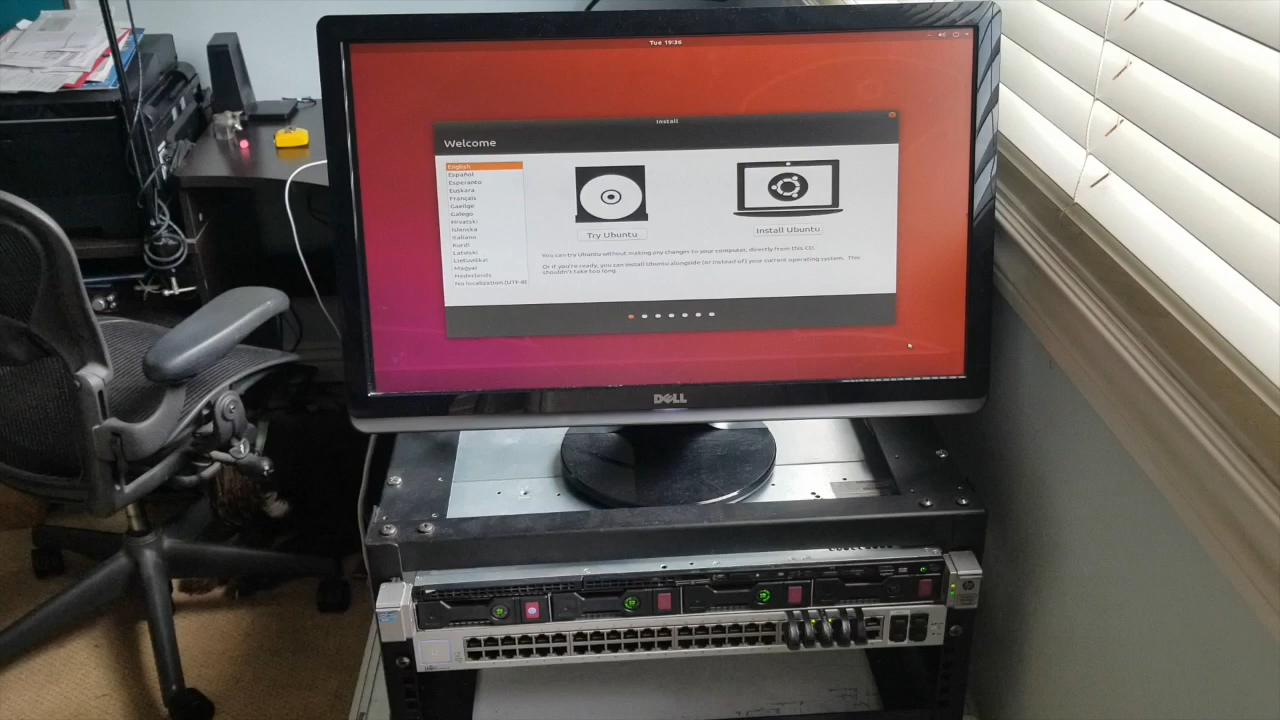 Tue 19:36
Install
Welcome
English
Español
Esperanto
Euskara
Français
Gaeilge
Galego
Hrvatski
Íslenska
Italiano
Kurdî
Latviski
Lietuviškai
Magyar
Nederlands
No localization (UTF-8)
Try Ubuntu
Install Ubuntu
You can try Ubuntu without making any changes to your computer, directly from this CD.
Or if you're ready, you can install Ubuntu alongside (or instead of) your current operating system. This
shouldn't take too long.
DELL
hp